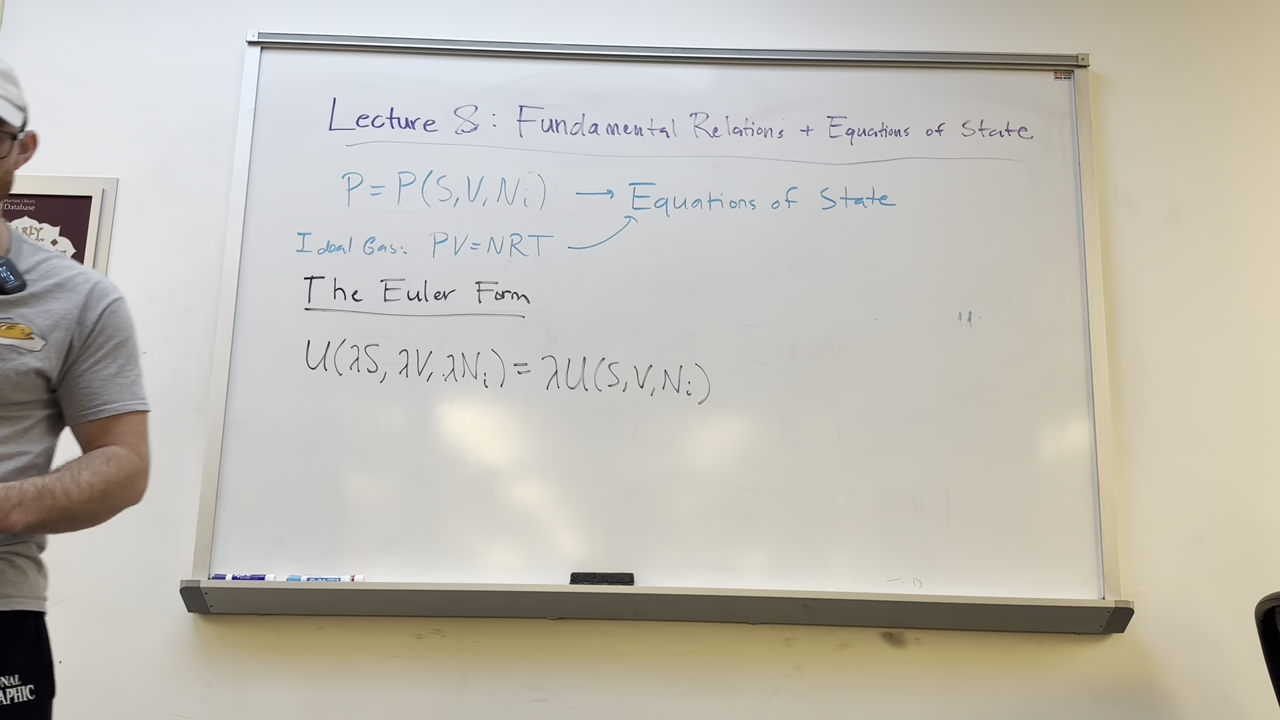 Lecture 8: Fundamental Relations + Equations of State
P=P(S,V,Nᵢ) → Equations of State
Ideal Gas: PV=NRT
The Euler Form
U(λS, λV, λNᵢ) = λU(S,V,Nᵢ)
Database